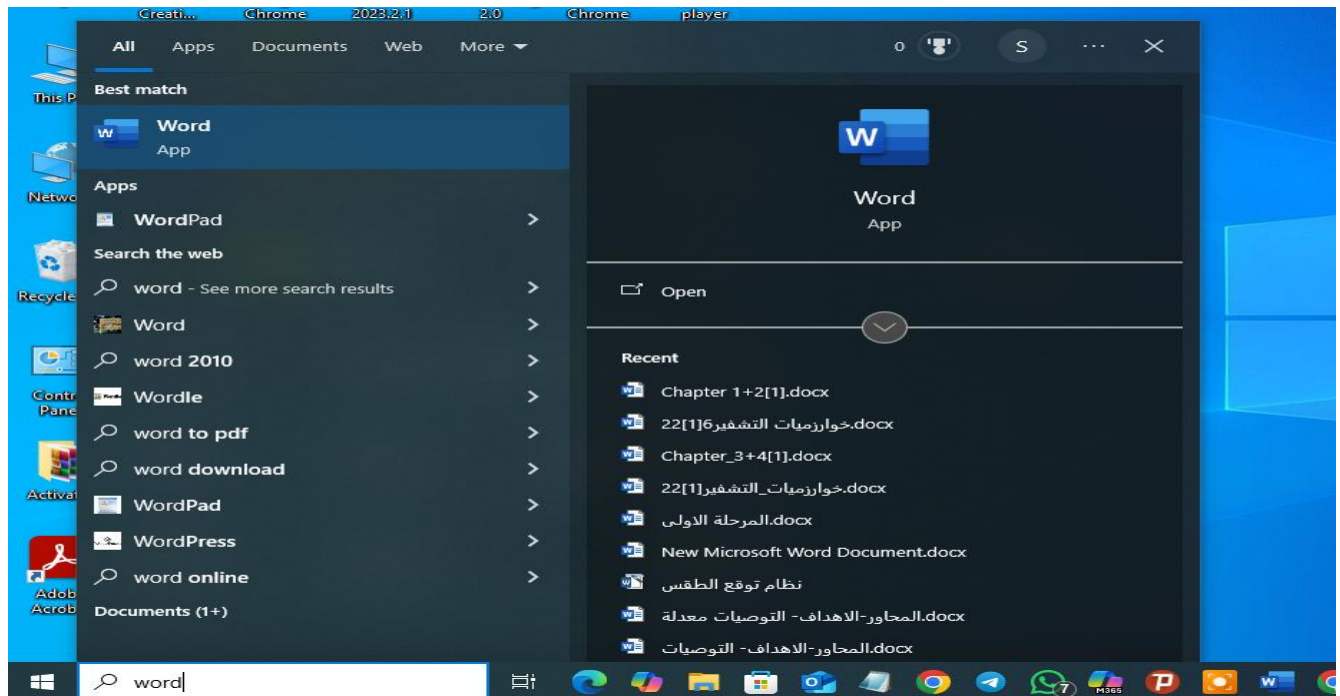 Creati... Chrome 2023.2.1 2.0 Chrome player
All Apps Documents Web More 0 S ...
This P
Netwo
Recycle
Contr
Pane
Activat
Adob
Acrob
Best match
Word
App
Apps
WordPad
Search the web
word - See more search results
Word
word 2010
Wordle
word to pdf
word download
WordPad
WordPress
word online
Documents (1+)
Word
App
Open
Recent
Chapter 1+2[1].docx
خوارزميات التشفير6[1]22.docx
Chapter_3+4[1].docx
خوارزميات_التشفير[1]22.docx
المرحلة الاولى.docx
New Microsoft Word Document.docx
نظام توقع الطقس
المحاور-الاهداف- التوصيات معدلة.docx
المحاور-الاهداف- التوصيات.docx
word
7
M365